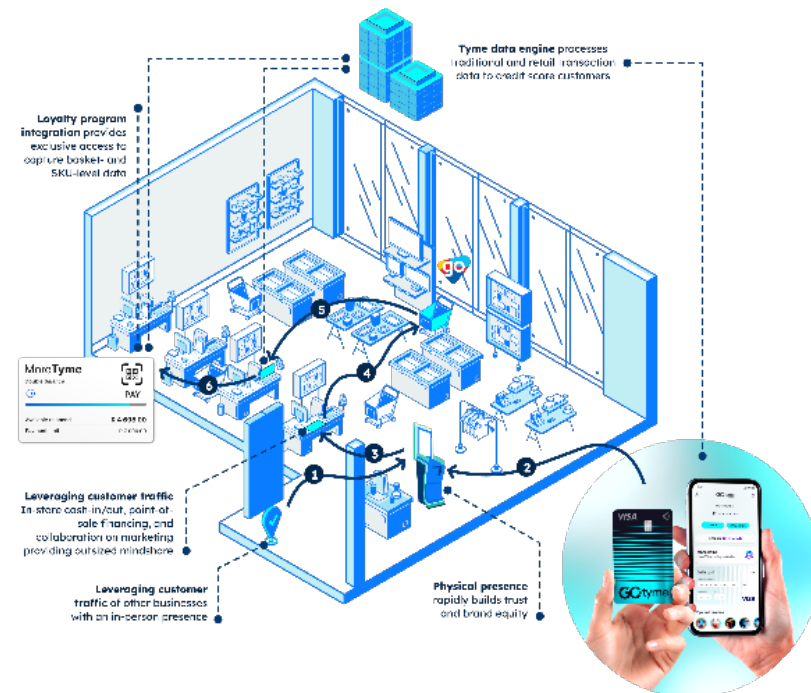 Tyme data engine processes
traditional and retail transaction
data to credit score customers
Loyalty program
integration provides
exclusive access to
capture basket- and
SKU-level data
go
5
4
6
3
1
2
MoreTyme
PAY
Leveraging customer traffic
In-store cash-in/out, point-of-
sale financing, and
collaboration on marketing
providing outsized mindshare
Leveraging customer
traffic of other businesses
with an in-person presence
Physical presence
rapidly builds trust
and brand equity
VISA
GOtyme
VISA